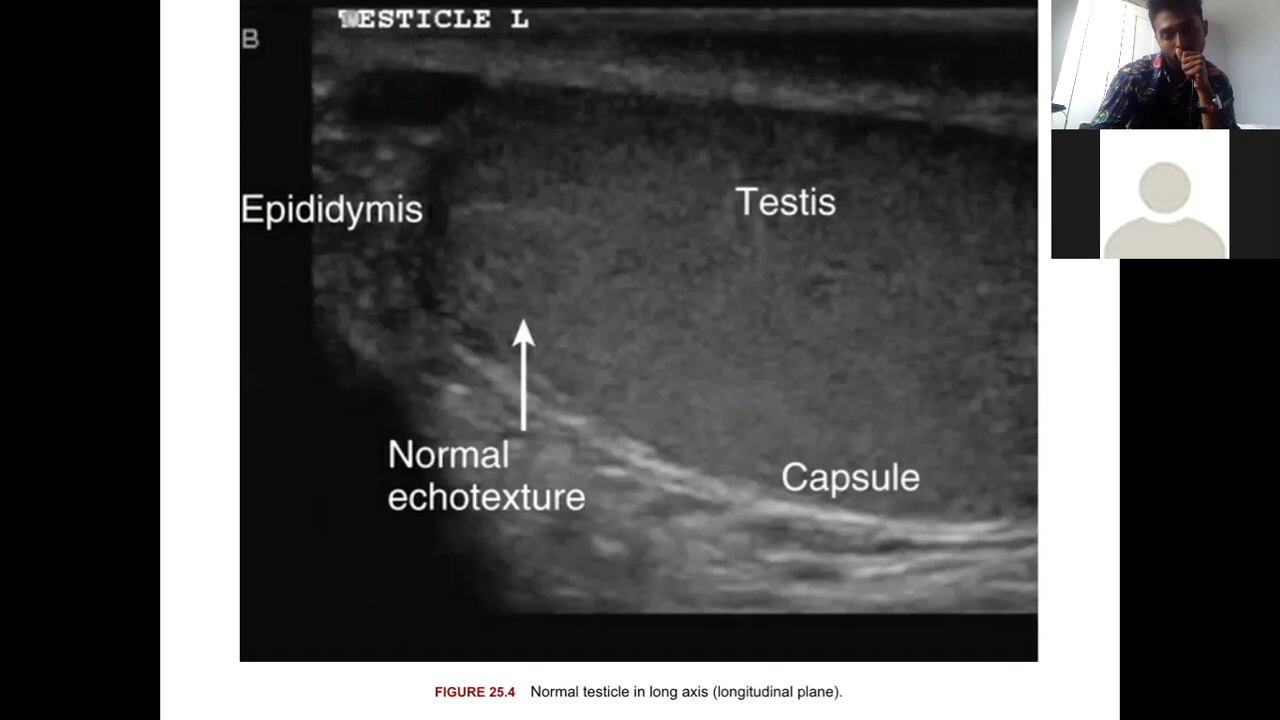 TESTICLE L
B
Epididymis
Testis
Normal
echotexture
Capsule
FIGURE 25.4 Normal testicle in long axis (longitudinal plane).